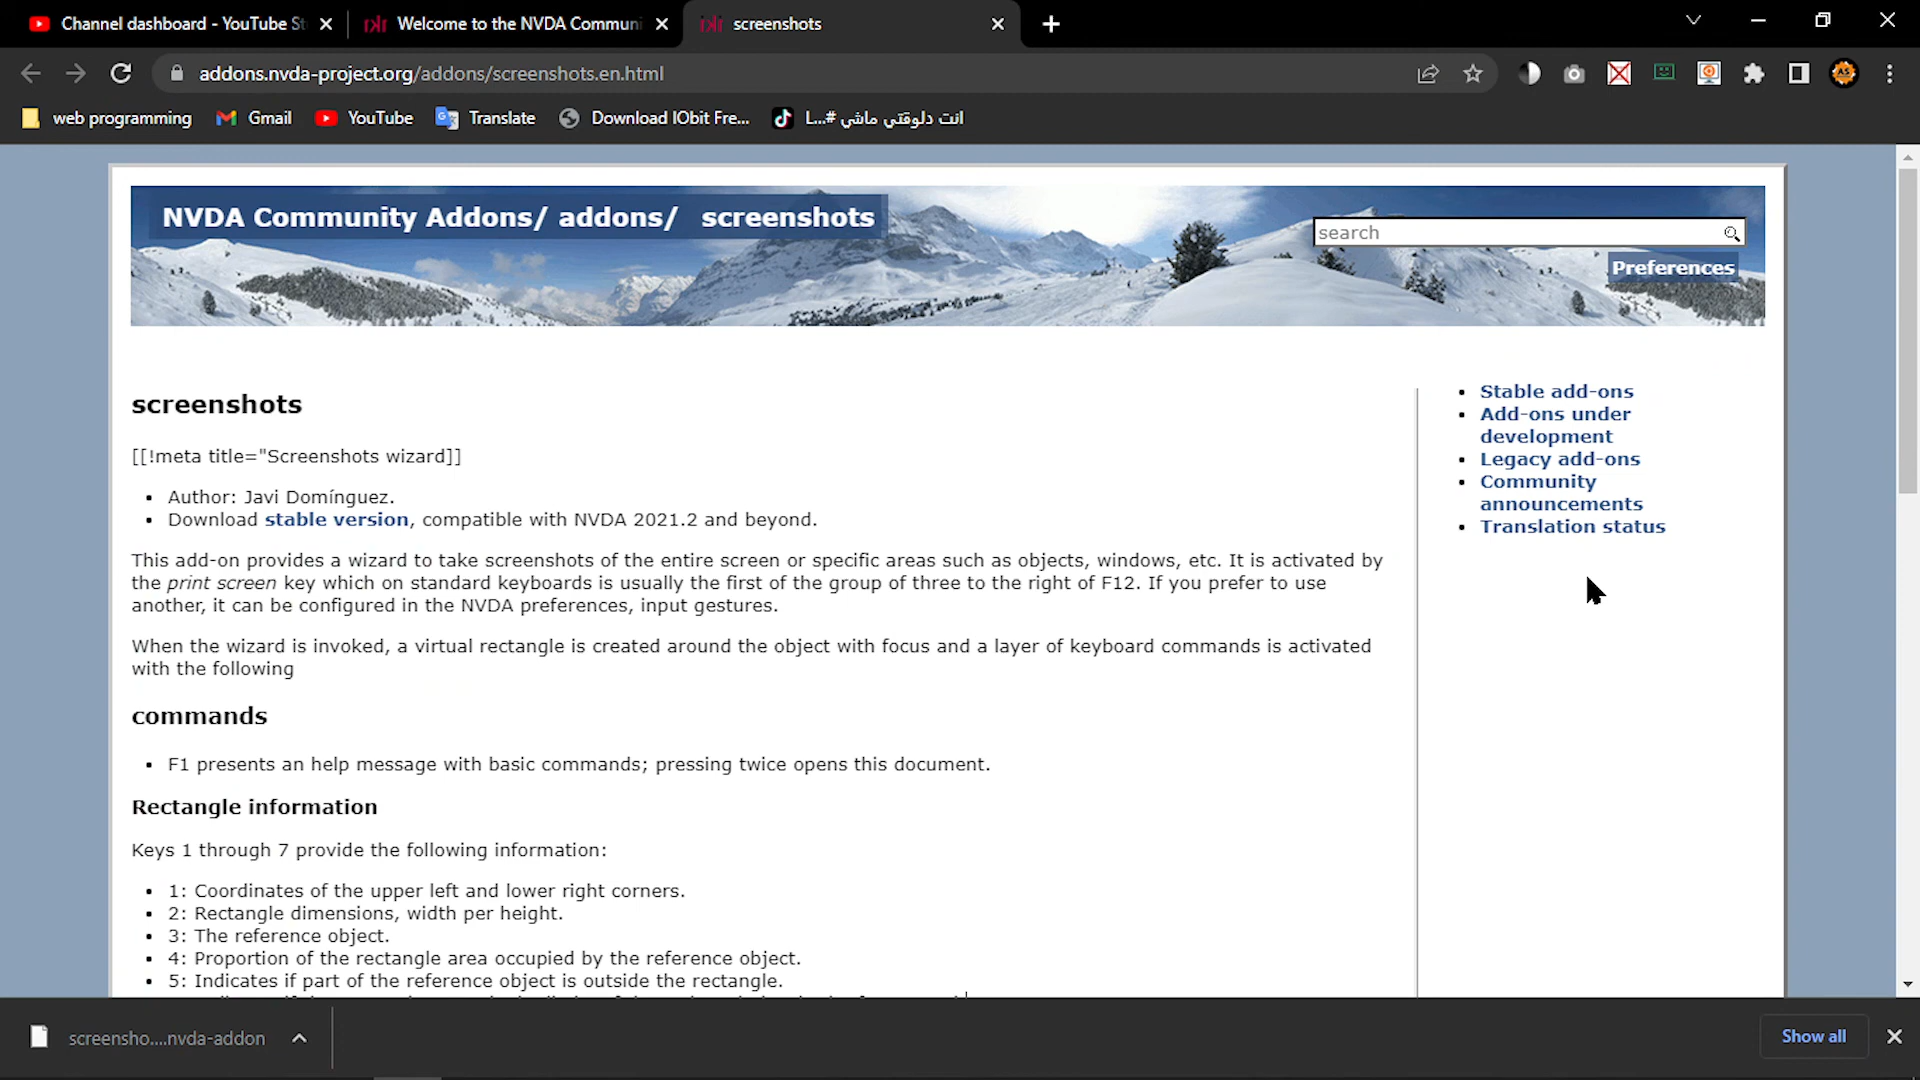 Channel dashboard - YouTube St
Welcome to the NVDA Communi
screenshots
addons.nvda-project.org/addons/screenshots.en.html
web programming
Gmail
YouTube
Translate
Download IObit Fre...
انت دلوقتي ماشي #...L
NVDA Community Addons/ addons/ screenshots
search
Preferences
screenshots
[[!meta title="Screenshots wizard]]
• Author: Javi Domínguez.
• Download stable version, compatible with NVDA 2021.2 and beyond.
This add-on provides a wizard to take screenshots of the entire screen or specific areas such as objects, windows, etc. It is activated by
the print screen key which on standard keyboards is usually the first of the group of three to the right of F12. If you prefer to use
another, it can be configured in the NVDA preferences, input gestures.
When the wizard is invoked, a virtual rectangle is created around the object with focus and a layer of keyboard commands is activated
with the following
commands
• F1 presents an help message with basic commands; pressing twice opens this document.
Rectangle information
Keys 1 through 7 provide the following information:
• 1: Coordinates of the upper left and lower right corners.
• 2: Rectangle dimensions, width per height.
• 3: The reference object.
• 4: Proportion of the rectangle area occupied by the reference object.
• 5: Indicates if part of the reference object is outside the rectangle.
• Stable add-ons
• Add-ons under
development
• Legacy add-ons
• Community
announcements
• Translation status
screensho....nvda-addon
Show all